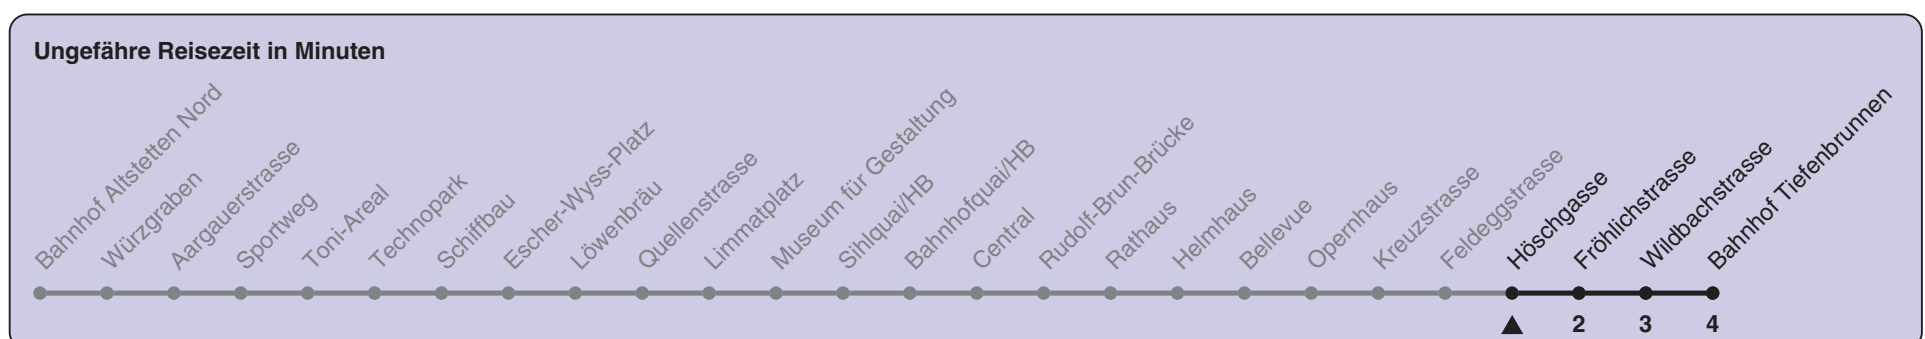 Ungefähre Reisezeit in Minuten
Bahnhof Altstetten Nord
Würzgraben
Aargauerstrasse
Sportweg
Toni-Areal
Technopark
Schiffbau
Escher-Wyss-Platz
Löwenbräu
Quellenstrasse
Limmatplatz
Museum für Gestaltung
Sihlquai/HB
Bahnhofquai/HB
Central
Rudolf-Brun-Brücke
Rathaus
Helmhaus
Bellevue
Opernhaus
Kreuzstrasse
Feldeggstrasse
Höschgasse
Fröhlichstrasse
Wildbachstrasse
Bahnhof Tiefenbrunnen
2 3 4